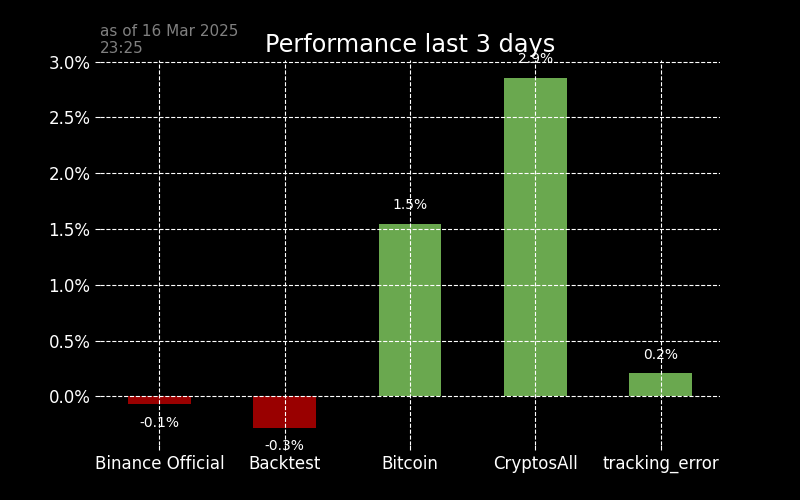 as of 16 Mar 2025
23:25
Performance last 3 days
3.0%
2.5%
2.0%
1.5%
1.0%
0.5%
0.0%
-0.1%
-0.3%
1.5%
2.9%
0.2%
Binance Official
Backtest
Bitcoin
CryptosAll
tracking_error